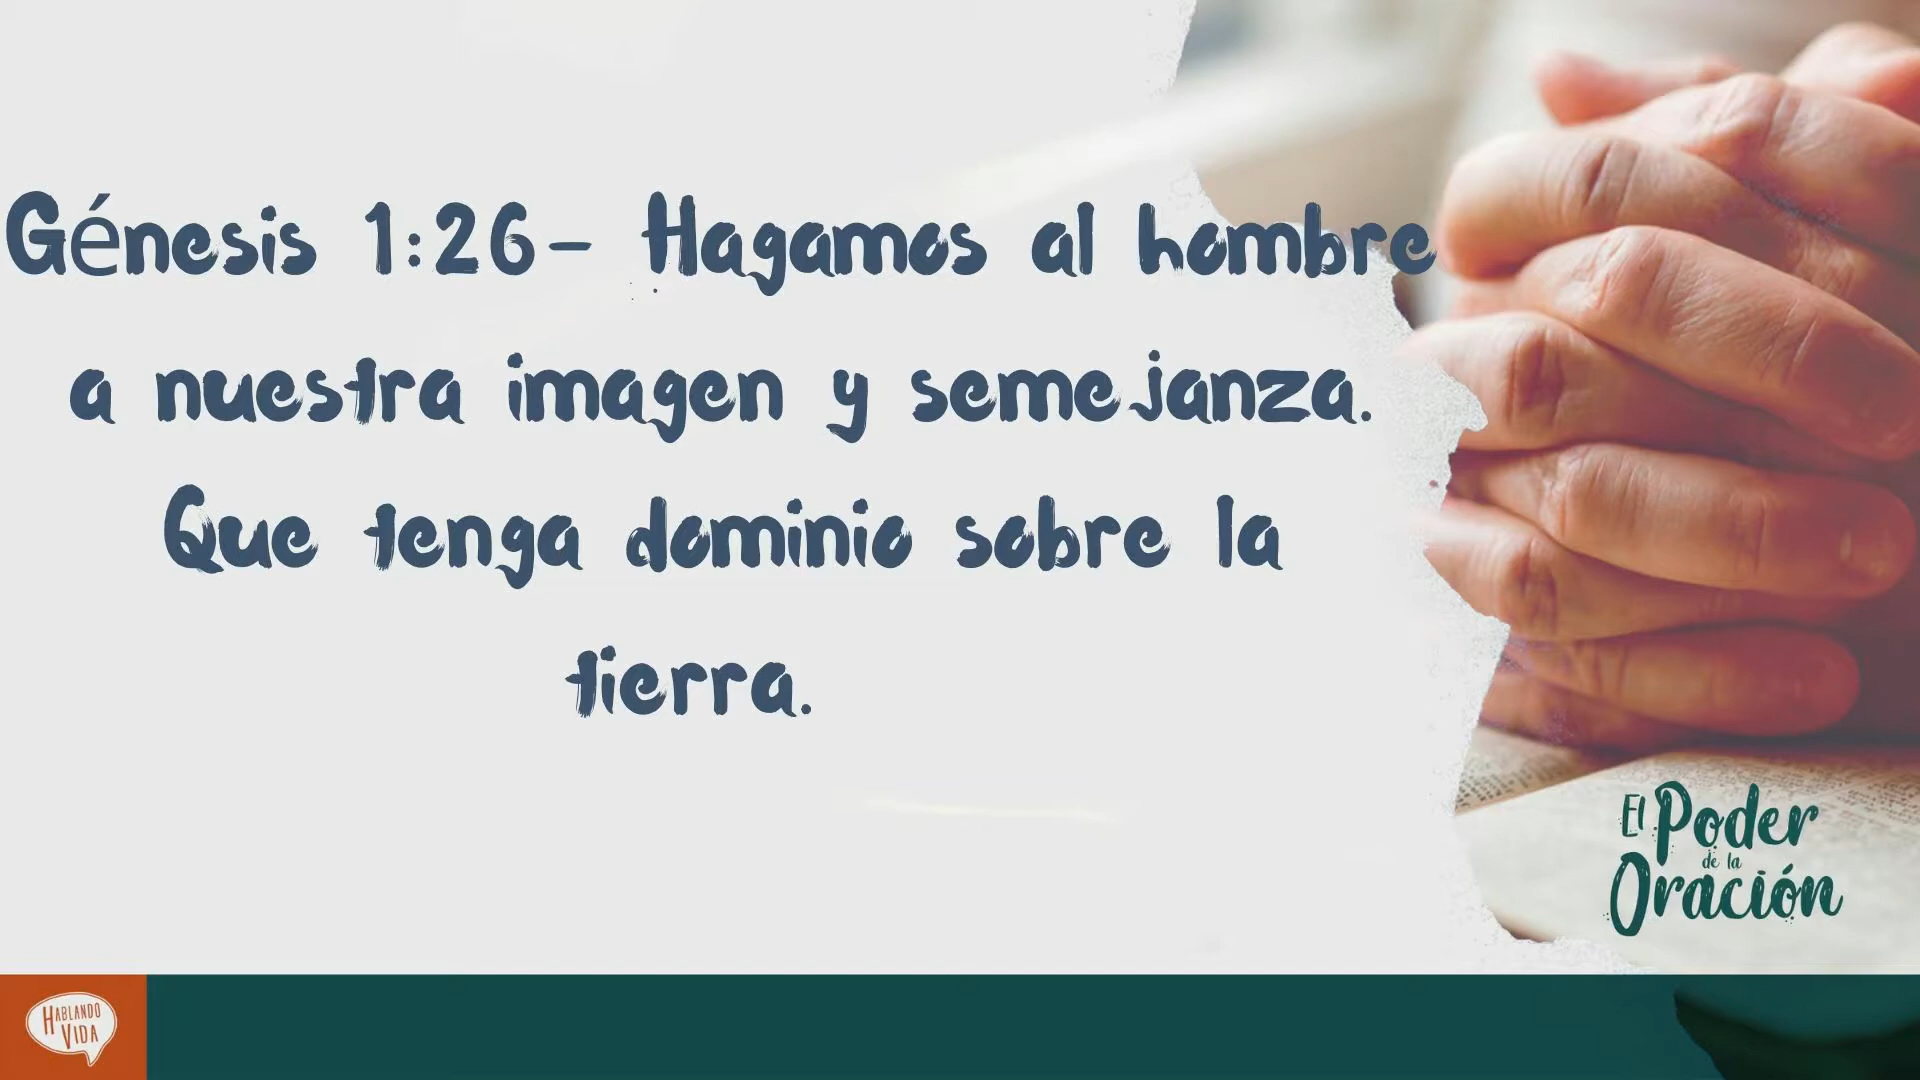 Génesis 1:26- Hagamos al hombre
a nuestra imagen y semejanza.
Que tenga dominio sobre la
tierra.
El Poder
de la
Oración
HABLANDO
VIDA